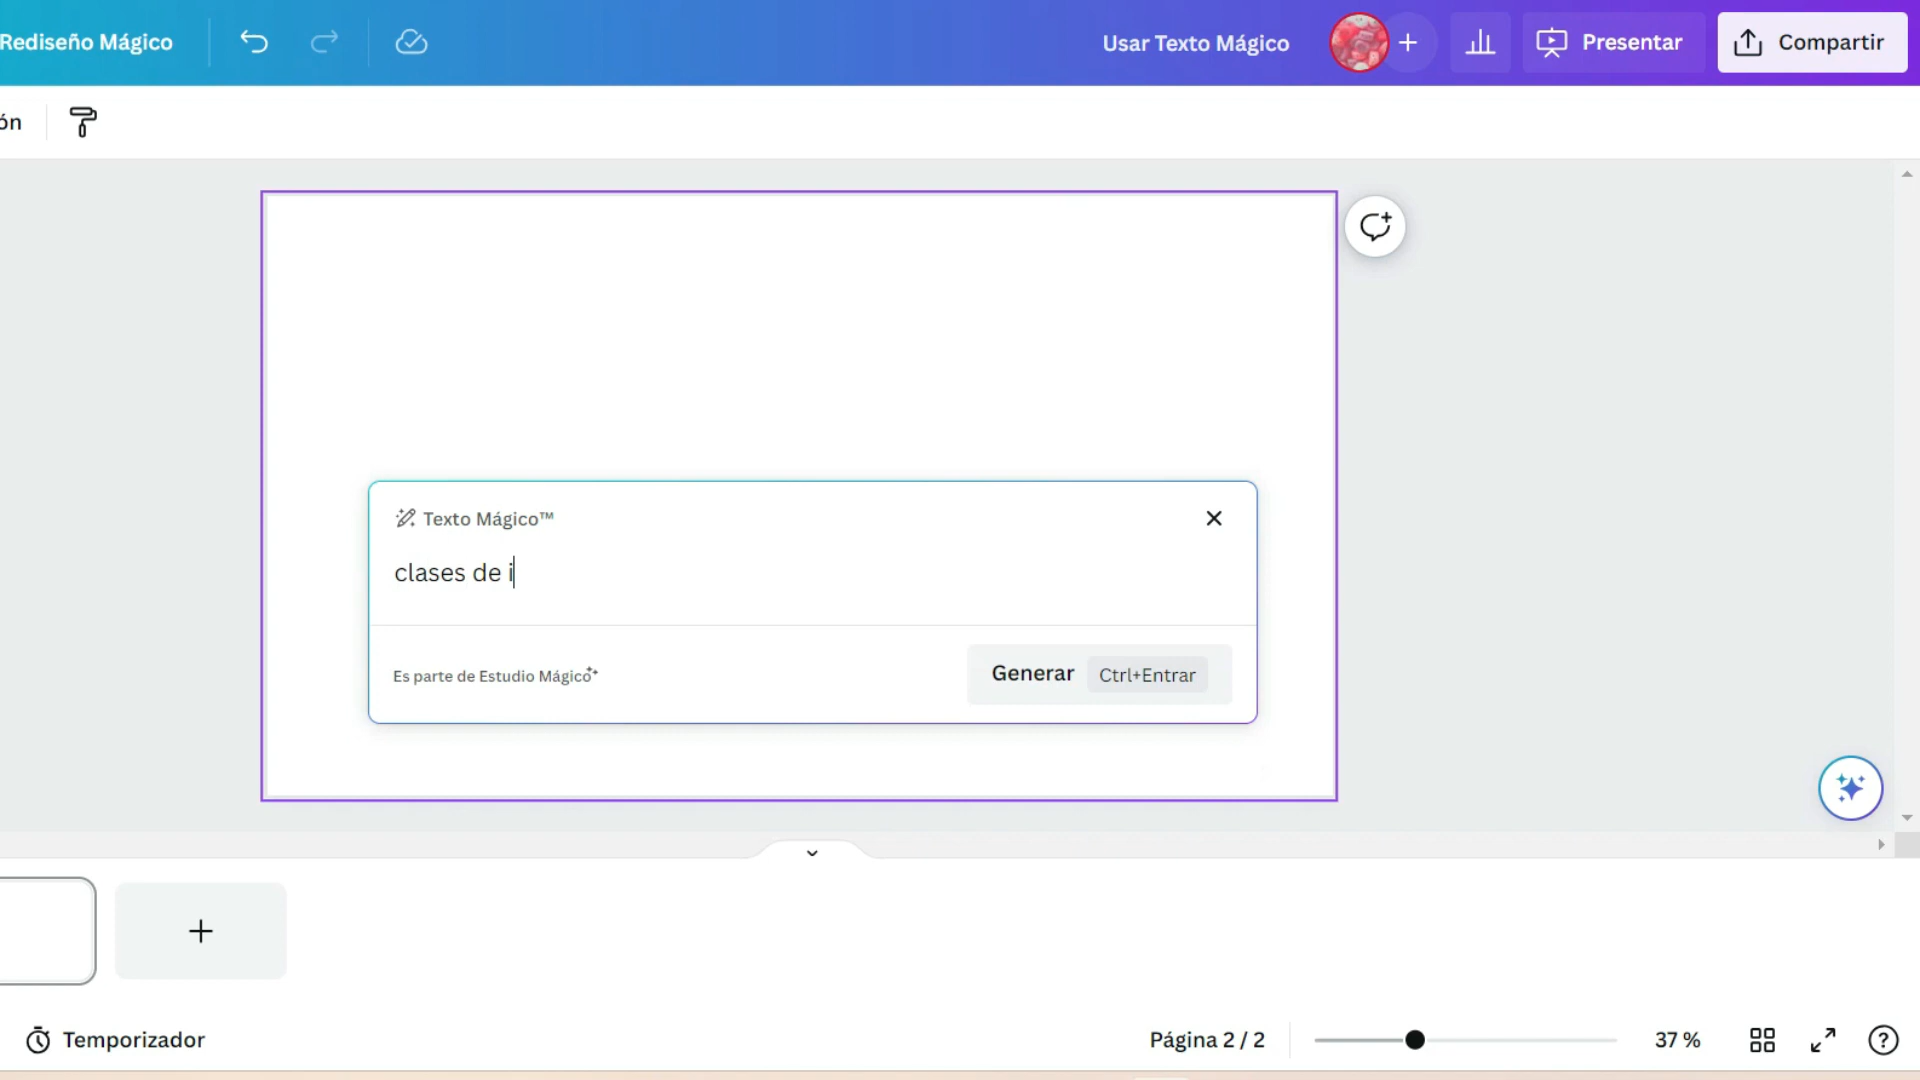 Rediseño Mágico
Usar Texto Mágico
Presentar
Compartir
ón
Texto Mágico™
clases de i
Es parte de Estudio Mágico
Generar
Ctrl+Entrar
Temporizador
Página 2 / 2
37 %